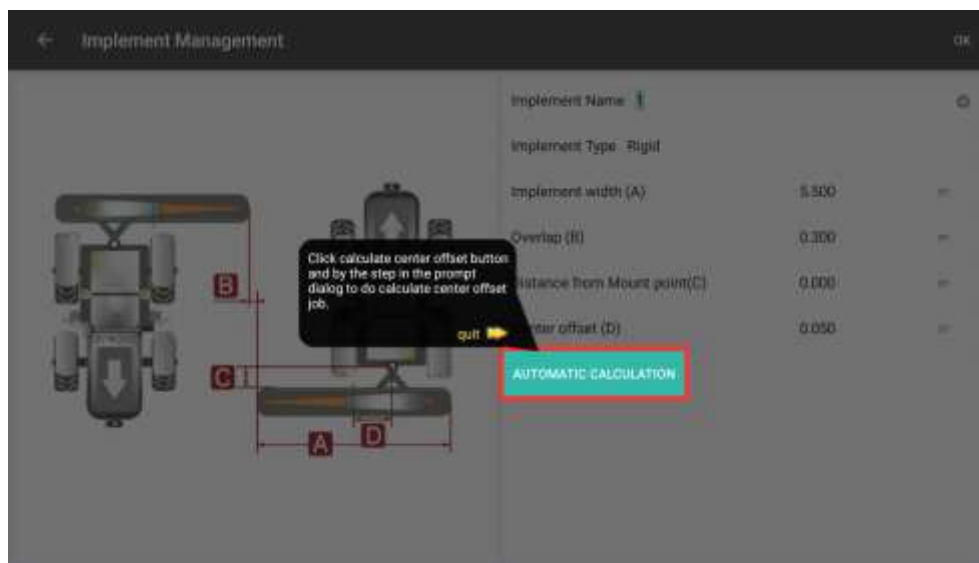 ← Implement Management OK
Implement Name 1
Implement Type Rigid
Implement width (A) 5.500 m
Overlap (B) 0.300 m
istance from Mount point(C) 0.000 m
nter offset (D) 0.050 m
AUTOMATIC CALCULATION
Click calculate center offset button
and by the step in the prompt
dialog to do calculate center offset
job.
quit
B
C
A
D